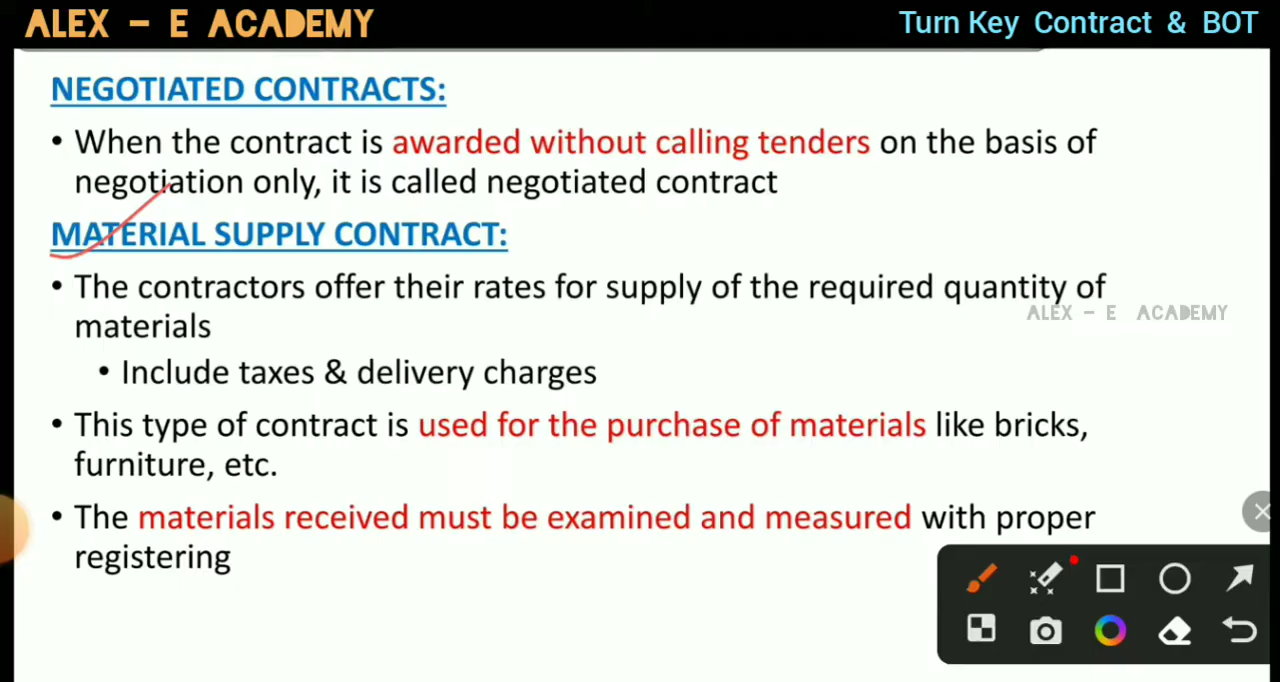 ALEX - E ACADEMY
Turn Key Contract & BOT
NEGOTIATED CONTRACTS:
• When the contract is awarded without calling tenders on the basis of
negotiation only, it is called negotiated contract
MATERIAL SUPPLY CONTRACT:
• The contractors offer their rates for supply of the required quantity of
materials
ALEX - E ACADEMY
• Include taxes & delivery charges
• This type of contract is used for the purchase of materials like bricks,
furniture, etc.
• The materials received must be examined and measured with proper
registering